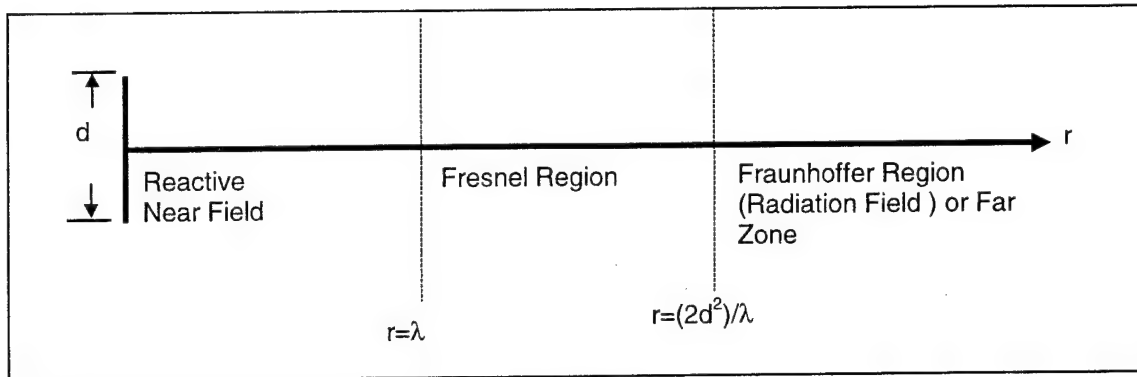 d
r
Reactive
Near Field
Fresnel Region
Fraunhoffer Region
(Radiation Field ) or Far
Zone
r=λ
r=(2d²)/λ